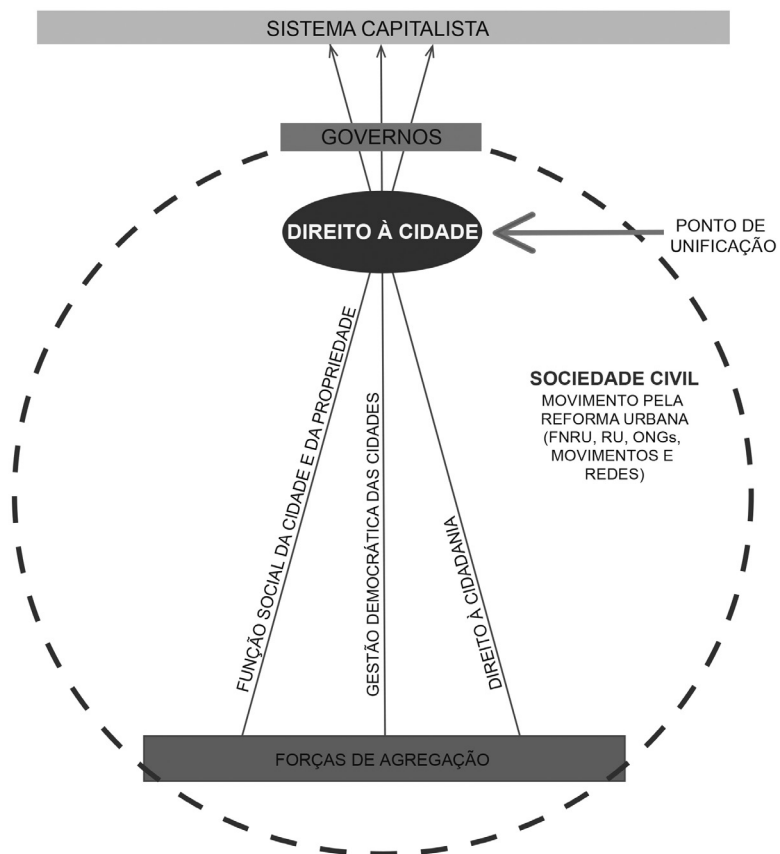 SISTEMA CAPITALISTA
GOVERNOS
DIREITO À CIDADE
PONTO DE
UNIFICAÇÃO
FUNÇÃO SOCIAL DA CIDADE E DA PROPRIEDADE
GESTÃO DEMOCRÁTICA DAS CIDADES
DIREITO À CIDADANIA
SOCIEDADE CIVIL
MOVIMENTO PELA
REFORMA URBANA
(FNRU, RU, ONGs,
MOVIMENTOS E
REDES)
FORÇAS DE AGREGAÇÃO